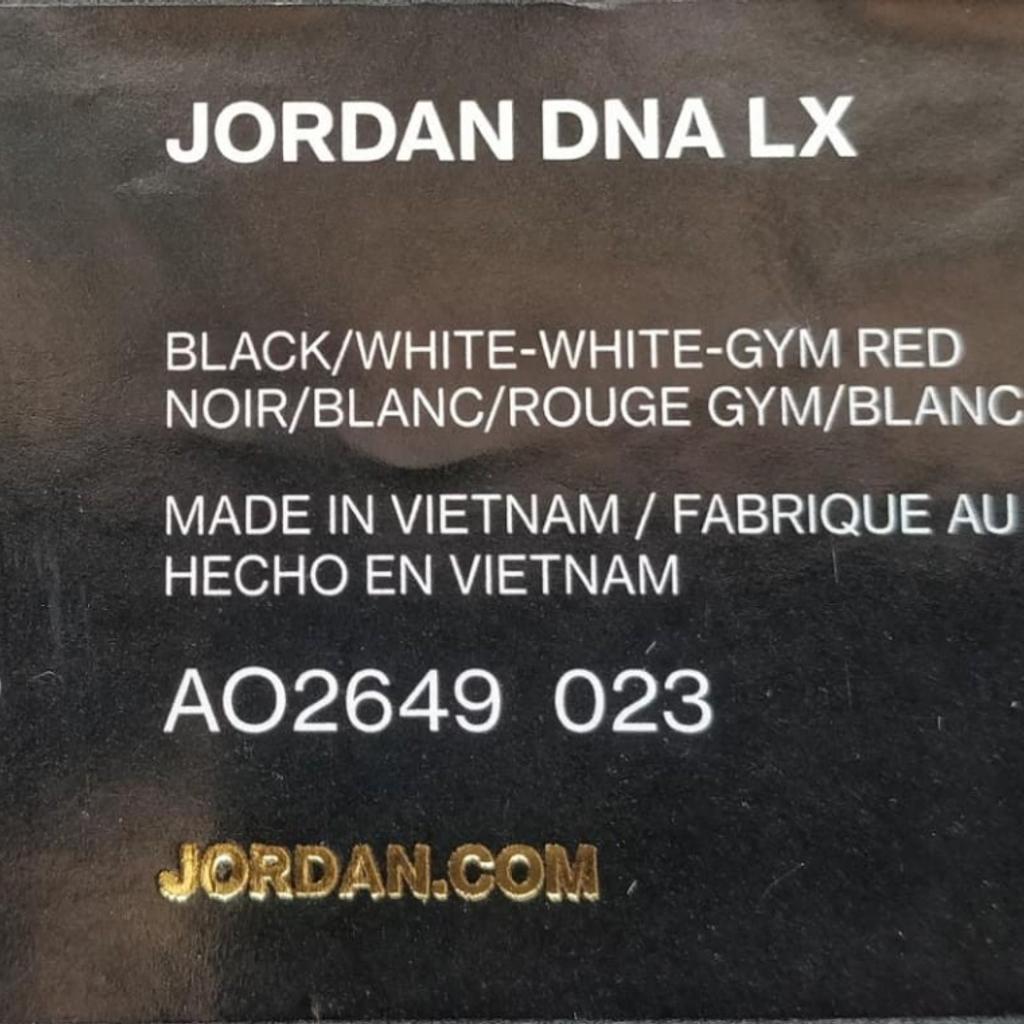 JORDAN DNA LX
BLACK/WHITE-WHITE-GYM RED
NOIR/BLANC/ROUGE GYM/BLANC
MADE IN VIETNAM / FABRIQUE AU
HECHO EN VIETNAM
AO2649 023
JORDAN.COM